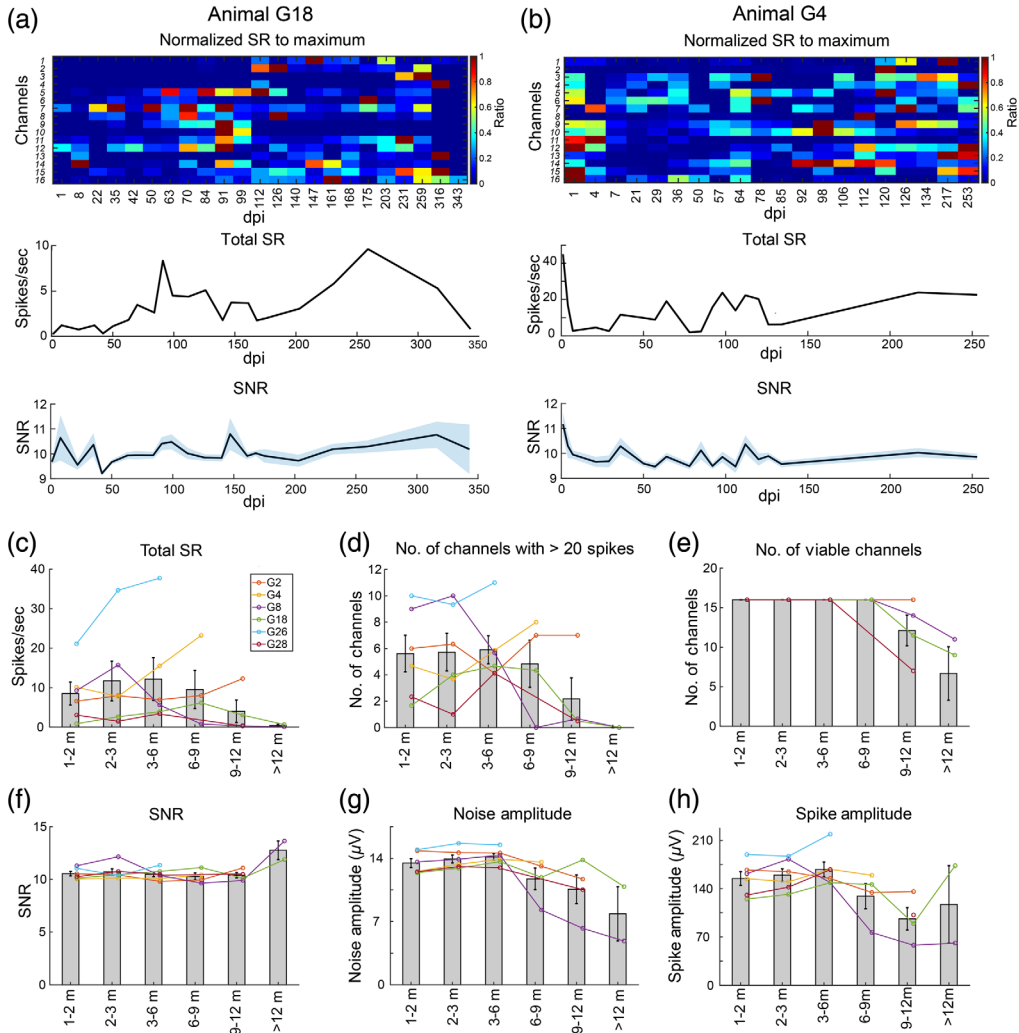 (a) Animal G18
Normalized SR to maximum
Channels
1
2
3
4
5
6
7
8
9
10
11
12
13
14
15
16
1 8 22 35 42 50 63 70 84 91 99 112 126 140 147 161 168 175 203 231 259 316 343
dpi
1
0.8
0.6
0.4
0.2
0
Ratio
Total SR
Spikes/sec
10
5
0
0 50 100 150 200 250 300 350
dpi
SNR
SNR
12
11
10
9
0 50 100 150 200 250 300 350
dpi
(b) Animal G4
Normalized SR to maximum
Channels
1
2
3
4
5
6
7
8
9
10
11
12
13
14
15
16
1 4 7 21 29 36 50 57 64 78 85 92 98 106 112 120 126 134 217 253
dpi
1
0.8
0.6
0.4
0.2
0
Ratio
Total SR
Spikes/sec
40
20
0
0 50 100 150 200 250
dpi
SNR
SNR
12
11
10
9
0 50 100 150 200 250
dpi
(c) Total SR
Spikes/sec
40
30
20
10
0
G2
G4
G8
G18
G26
G28
1-2 m 2-3 m 3-6 m 6-9 m 9-12 m >12 m
(d) No. of channels with > 20 spikes
No. of channels
12
10
8
6
4
2
0
1-2 m 2-3 m 3-6 m 6-9 m 9-12 m >12 m
(e) No. of viable channels
No. of channels
20
15
10
5
0
1-2 m 2-3 m 3-6 m 6-9 m 9-12 m >12 m
(f) SNR
SNR
15
10
5
0
1-2 m 2-3 m 3-6 m 6-9 m 9-12 m >12 m
(g) Noise amplitude
Noise amplitude (µV)
14
7
0
1-2 m 2-3 m 3-6 m 6-9 m 9-12 m >12 m
(h) Spike amplitude
Spike amplitude (µV)
210
140
70
0
1-2 m 2-3 m 3-6m 6-9m 9-12m >12m